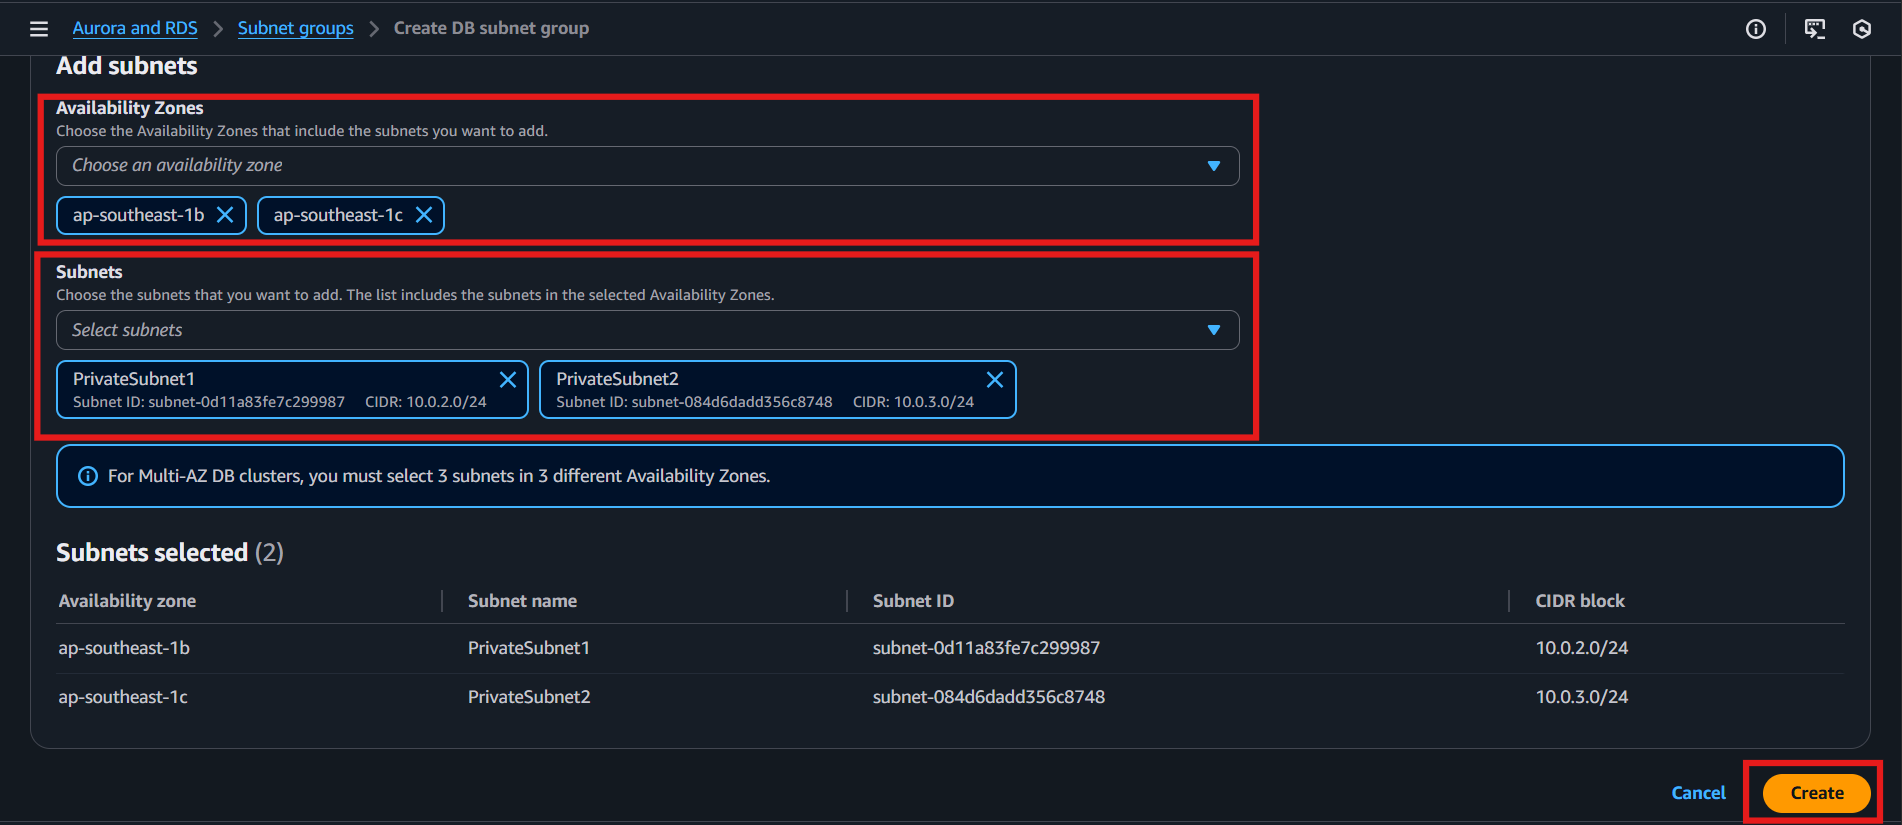 Aurora and RDS > Subnet groups > Create DB subnet group
Add subnets
Availability Zones
Choose the Availability Zones that include the subnets you want to add.
Choose an availability zone
ap-southeast-1b ap-southeast-1c
Subnets
Choose the subnets that you want to add. The list includes the subnets in the selected Availability Zones.
Select subnets
PrivateSubnet1 PrivateSubnet2
Subnet ID: subnet-0d11a83fe7c299987 CIDR: 10.0.2.0/24 Subnet ID: subnet-084d6dadd356c8748 CIDR: 10.0.3.0/24
For Multi-AZ DB clusters, you must select 3 subnets in 3 different Availability Zones.
Subnets selected (2)
Availability zone Subnet name Subnet ID CIDR block
ap-southeast-1b PrivateSubnet1 subnet-0d11a83fe7c299987 10.0.2.0/24
ap-southeast-1c PrivateSubnet2 subnet-084d6dadd356c8748 10.0.3.0/24
Cancel Create